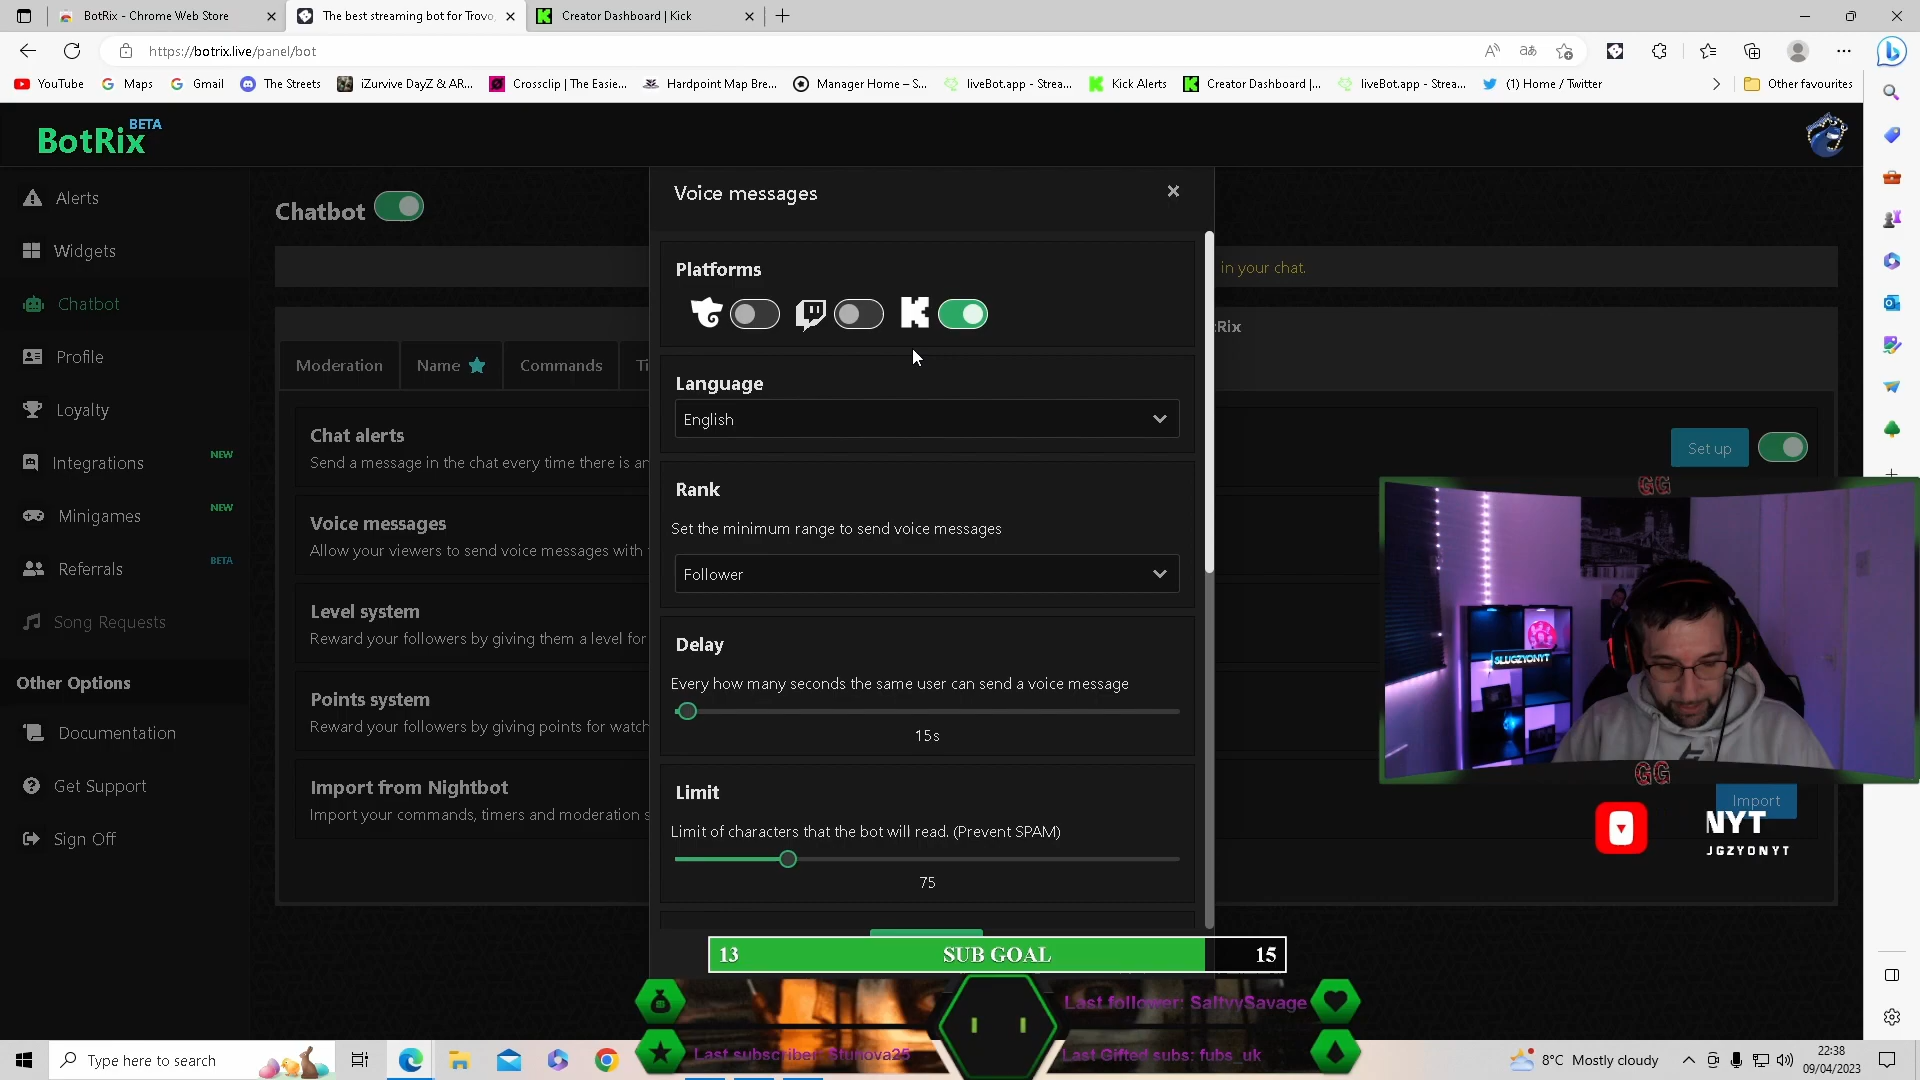 BotRix - Chrome Web Store
The best streaming bot for Trovo,
Creator Dashboard | Kick
https://botrix.live/panel/bot
YouTube
Maps
Gmail
The Streets
iZurvive DayZ & AR...
Crossclip | The Easie...
Hardpoint Map Bre...
Manager Home – S...
liveBot.app - Strea...
Kick Alerts
Creator Dashboard |...
liveBot.app - Strea...
(1) Home / Twitter
Other favourites
BotRix BETA
Alerts
Widgets
Chatbot
Profile
Loyalty
Integrations NEW
Minigames NEW
Referrals BETA
Song Requests
Other Options
Documentation
Get Support
Sign Off
Chatbot
in your chat.
Rix
Moderation
Name
Commands
Ti
Chat alerts
Send a message in the chat every time there is an
Set up
Voice messages
Allow your viewers to send voice messages with
Level system
Reward your followers by giving them a level for
Points system
Reward your followers by giving points for watch
Import from Nightbot
Import your commands, timers and moderation s
Import
Voice messages
Platforms
Language
English
Rank
Set the minimum range to send voice messages
Follower
Delay
Every how many seconds the same user can send a voice message
15s
Limit
Limit of characters that the bot will read. (Prevent SPAM)
75
GG
SLUGZYONYT
GG
NYT
JGZYONYT
13 SUB GOAL 15
Last follower: SaltyySavage
Last subscriber: Stunova25
Last Gifted subs: fubs_uk
Type here to search
8°C Mostly cloudy
22:38
09/04/2023